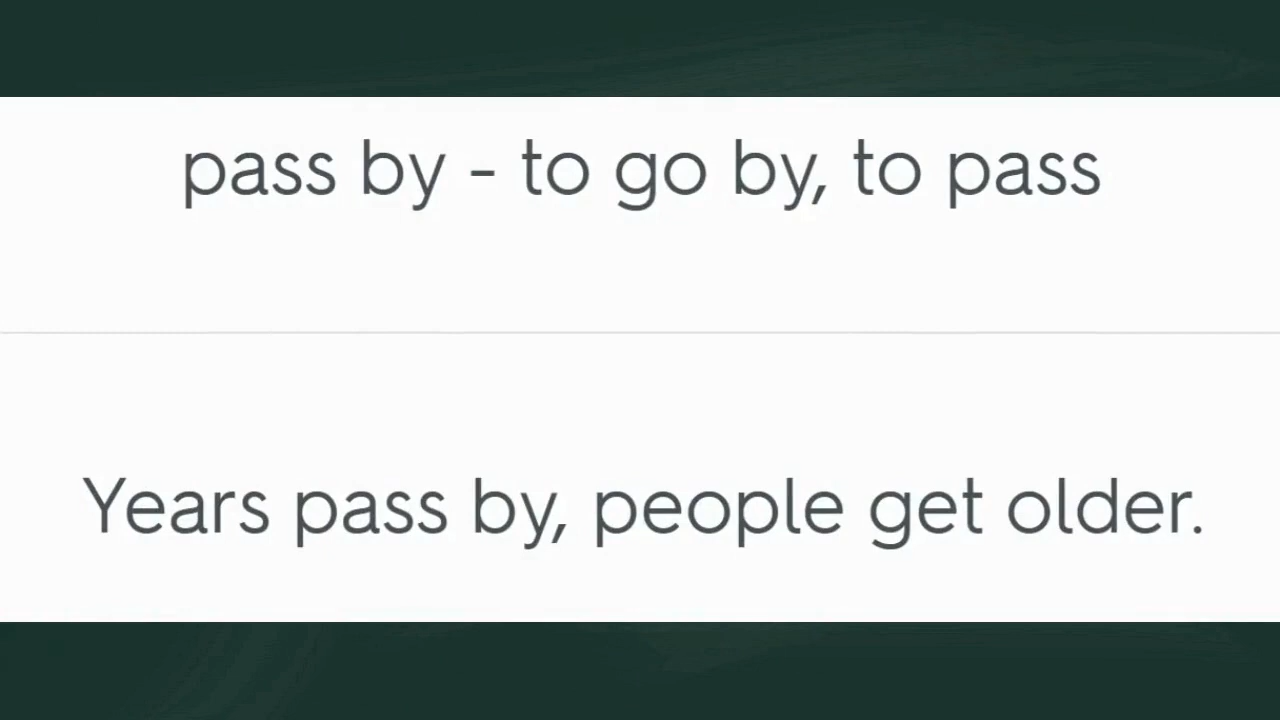 pass by - to go by, to pass
Years pass by, people get older.